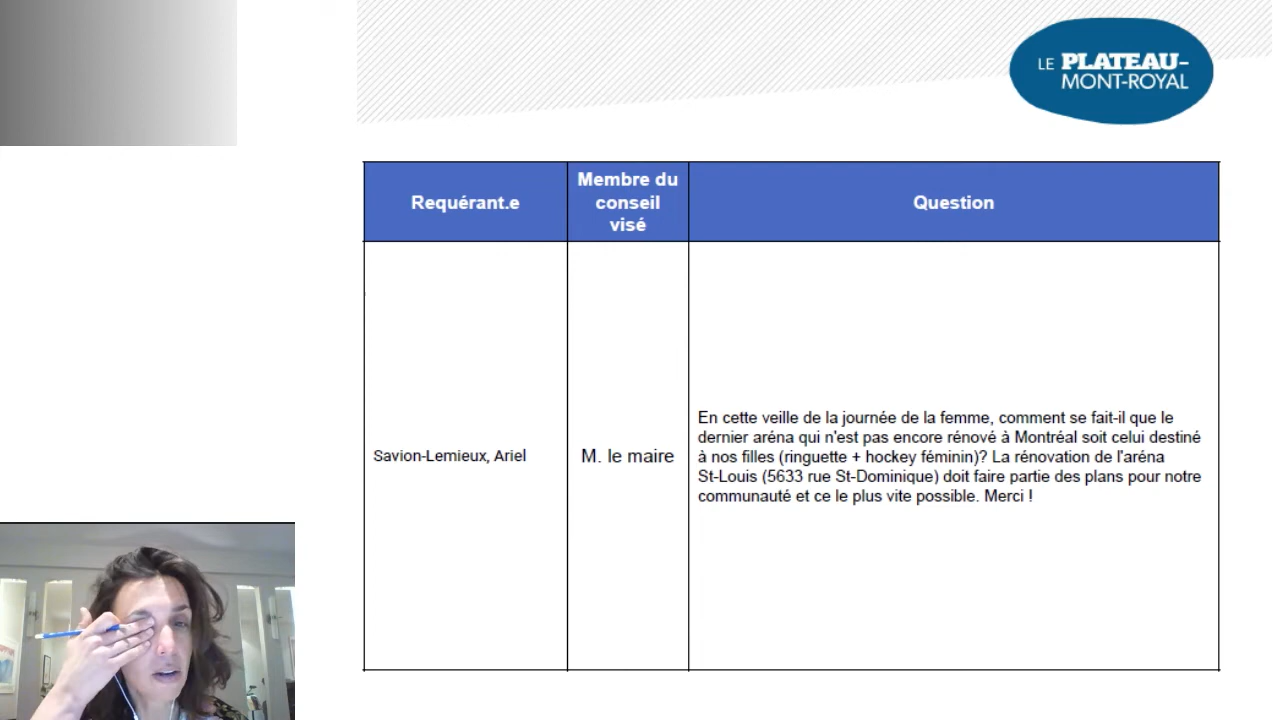 LE PLATEAU-
MONT-ROYAL
Requérant.e
Membre du
conseil
visé
Question
Savion-Lemieux, Ariel
M. le maire
En cette veille de la journée de la femme, comment se fait-il que le
dernier aréna qui n'est pas encore rénové à Montréal soit celui destiné
à nos filles (ringuette + hockey féminin)? La rénovation de l'aréna
St-Louis (5633 rue St-Dominique) doit faire partie des plans pour notre
communauté et ce le plus vite possible. Merci !